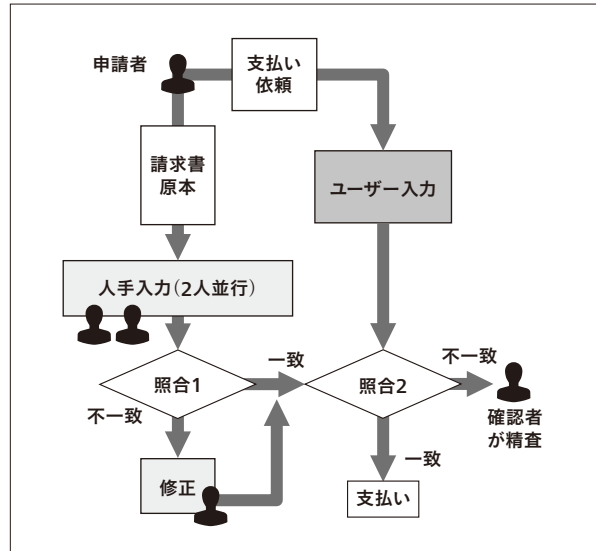 申請者
支払い
依頼
請求書
原本
ユーザー入力
人手入力（2人並行）
照合1
一致
照合2
不一致
不一致
確認者
が精査
修正
一致
支払い